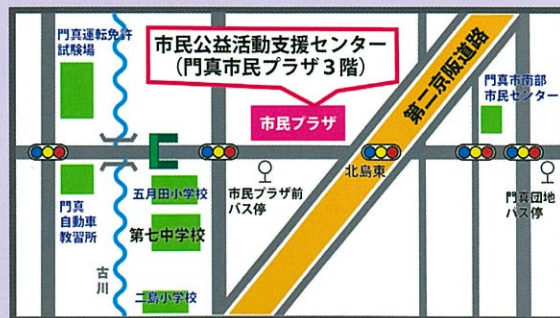 門真運転免許
試験場
市民公益活動支援センター
(門真市民プラザ3階)
第二京阪道路
門真市南部
市民センター
市民プラザ
北島東
門真
自動車
教習所
五月田小学校
市民プラザ前
バス停
門真団地
バス停
第七中学校
古川
二島小学校